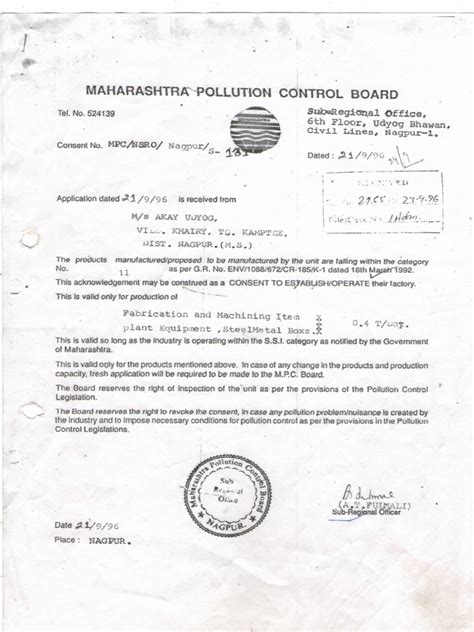 MAHARASHTRA POLLUTION CONTROL BOARD
Tel. No. 524139
Sub-Regional Office,
6th Floor, Udyog Bhawan,
Civil Lines, Nagpur-1.
Consent No. MPC/NSRO/ Nagpur/S-
Dated : 21/9/96
RECEIVED
2955 23-9-96
Application dated 21/9/96 is received from
M/s AKAY UDYOG,
VILL. KHAIRY, TQ. KAMPTEE,
DIST. NAGPUR.(M.S.)
The products manufactured/proposed to be manufactured by the unit are falling within the category
No. 11 as per G.R. No. ENV/1088/672/CR-185/K-1 dated 18th March 1992.
This acknowledgement may be construed as a CONSENT TO ESTABLISH/OPERATE their factory.
This is valid only for production of
Fabrication and Machining Item
plant Equipment ,SteelMetal Boxs. 0.4 T/Day.
This is valid so long as the industry is operating within the S.S.I. category as notified by the Government
of Maharashtra.
This is valid only for the products mentioned above. In case of any change in the products and production
capacity, fresh application will be required to be made to the M.P.C. Board.
The Board reserves the right of inspection of the unit as per the provisions of the Pollution Control
Legislation.
The Board reserves the right to revoke the consent, in case any pollution problem/nuisance is created by
the industry and to impose necessary conditions for pollution control as per the provisions in the Pollution
Control Legislations.
Maharashtra Pollution Control Board
Sub
Regional
Office
NAGPUR.
(A.T.FULMALI)
Sub-Regional Officer
Date 21/9/96
Place : NAGPUR.